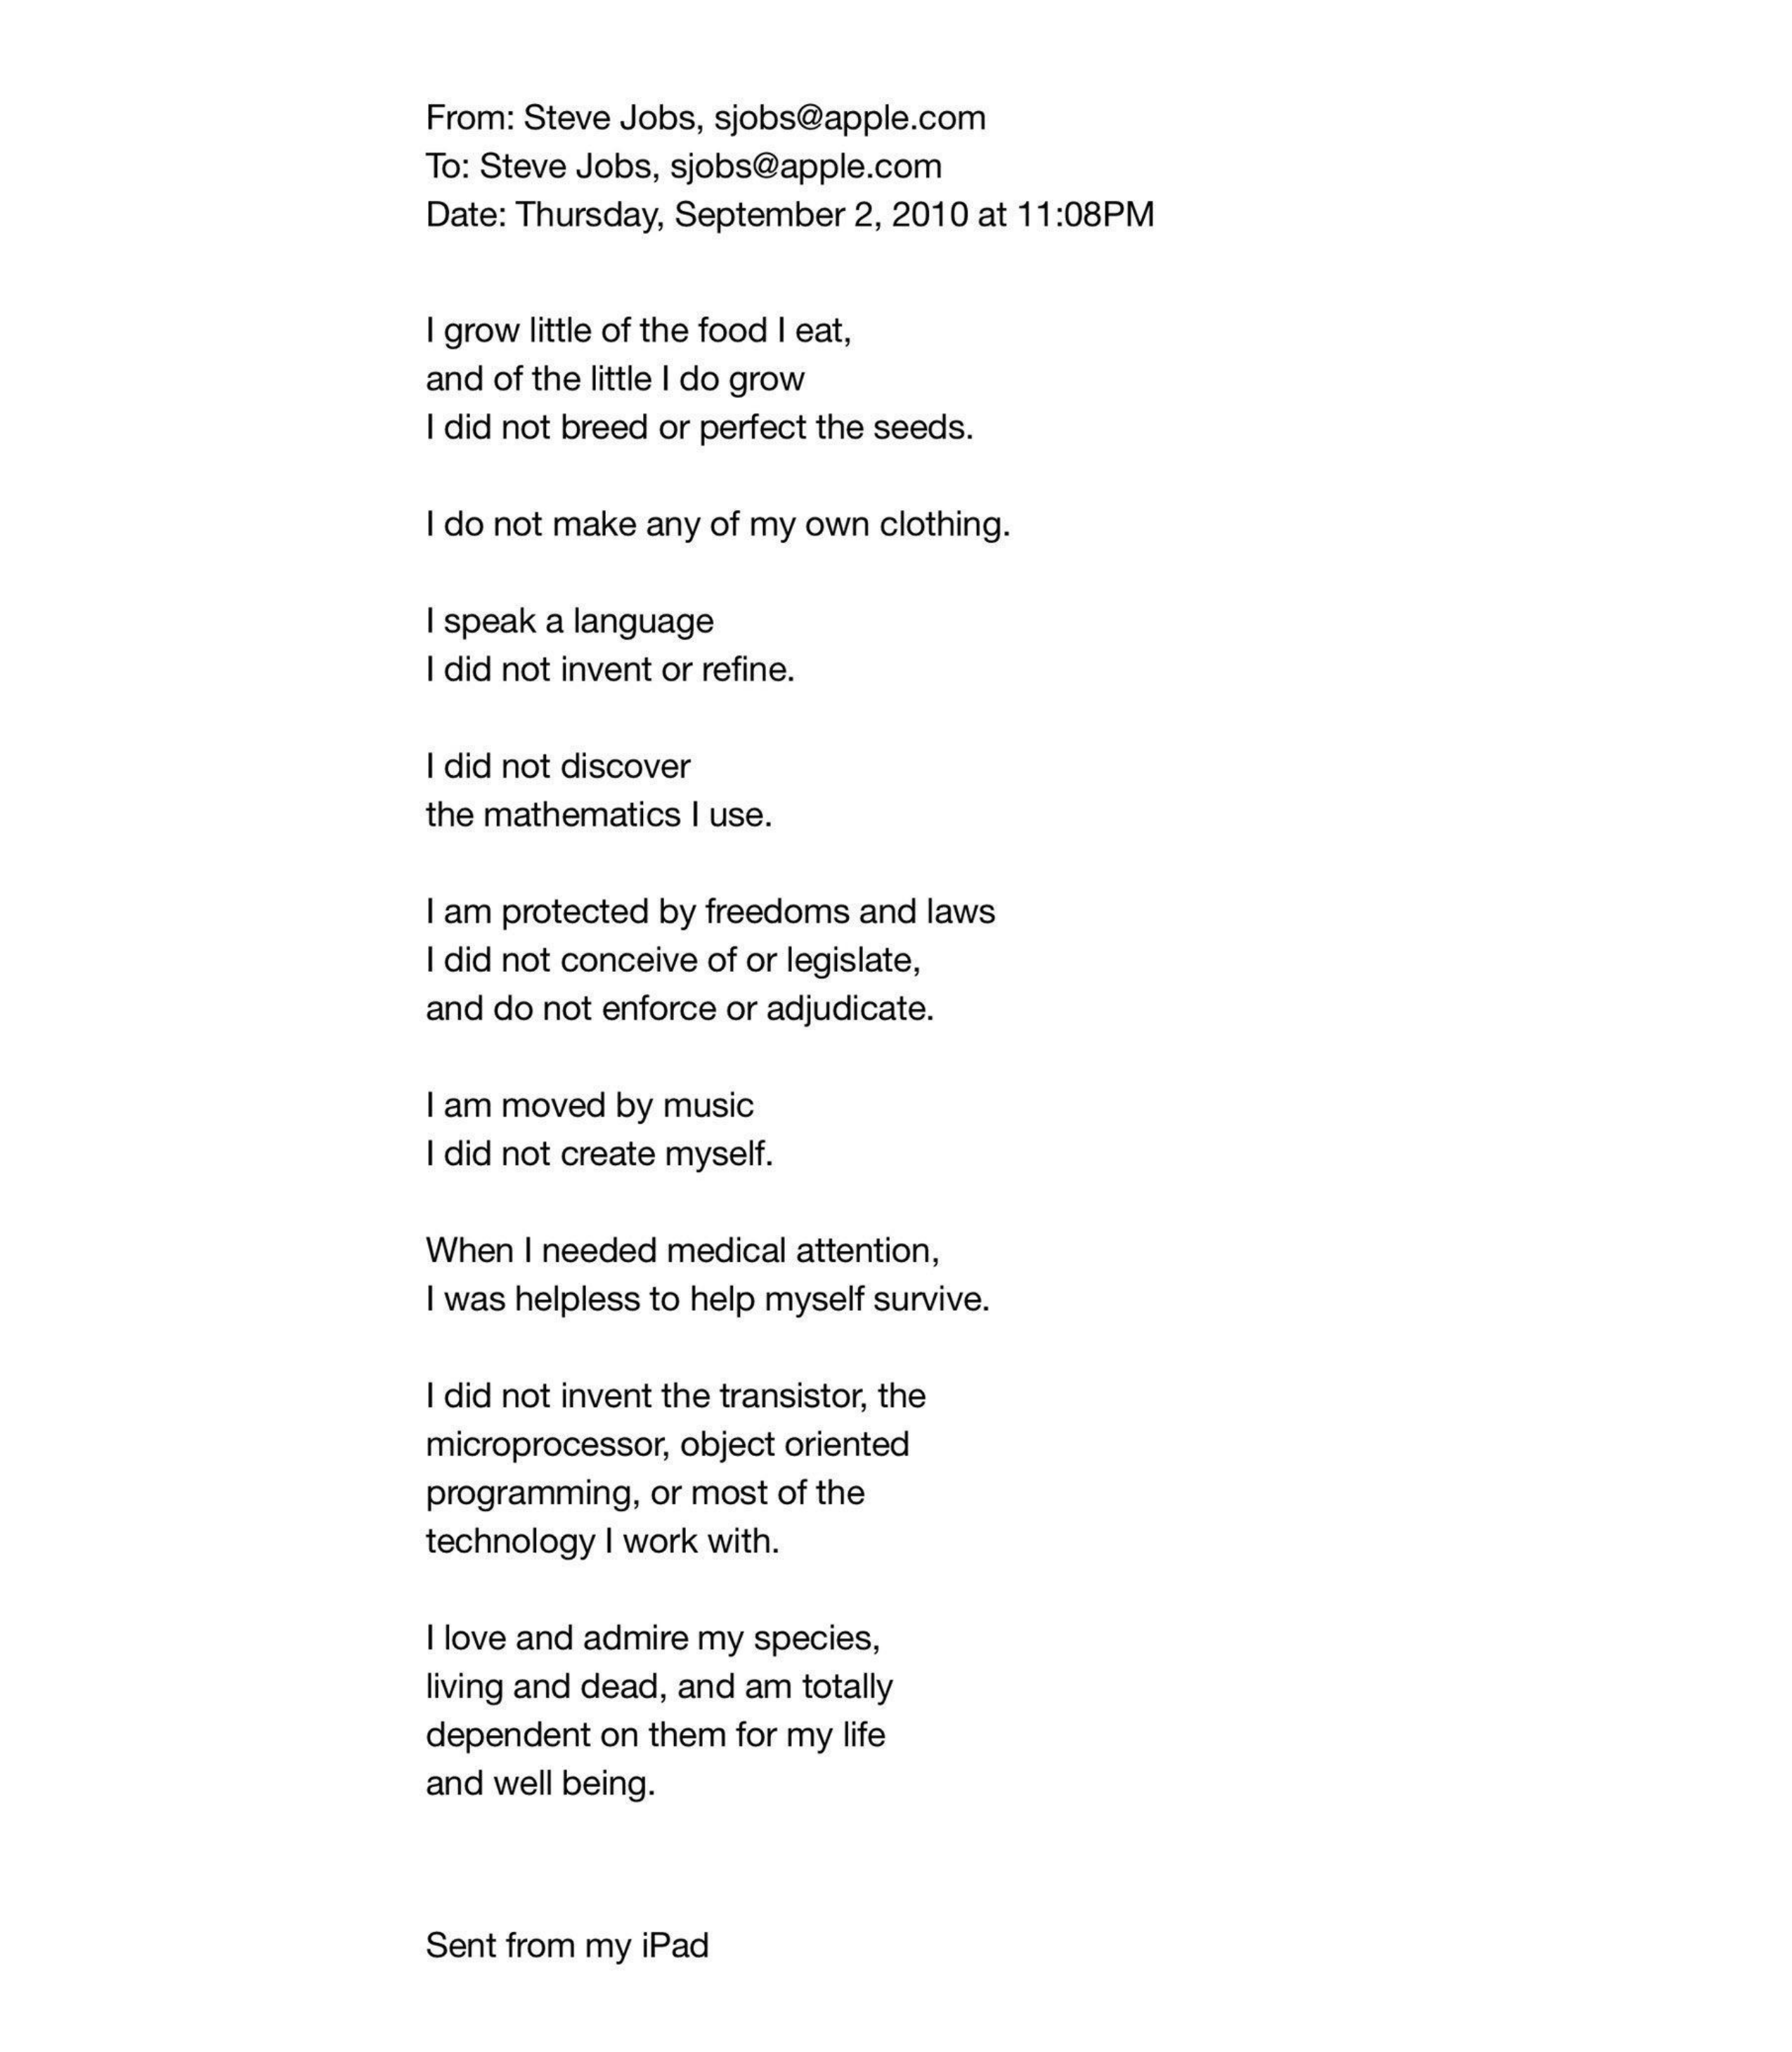 From: Steve Jobs, sjobs@apple.com
To: Steve Jobs, sjobs@apple.com
Date: Thursday, September 2, 2010 at 11:08PM
I grow little of the food I eat,
and of the little I do grow
I did not breed or perfect the seeds.
I do not make any of my own clothing.
I speak a language
I did not invent or refine.
I did not discover
the mathematics I use.
I am protected by freedoms and laws
I did not conceive of or legislate,
and do not enforce or adjudicate.
I am moved by music
I did not create myself.
When I needed medical attention,
I was helpless to help myself survive.
I did not invent the transistor, the
microprocessor, object oriented
programming, or most of the
technology I work with.
I love and admire my species,
living and dead, and am totally
dependent on them for my life
and well being.
Sent from my iPad